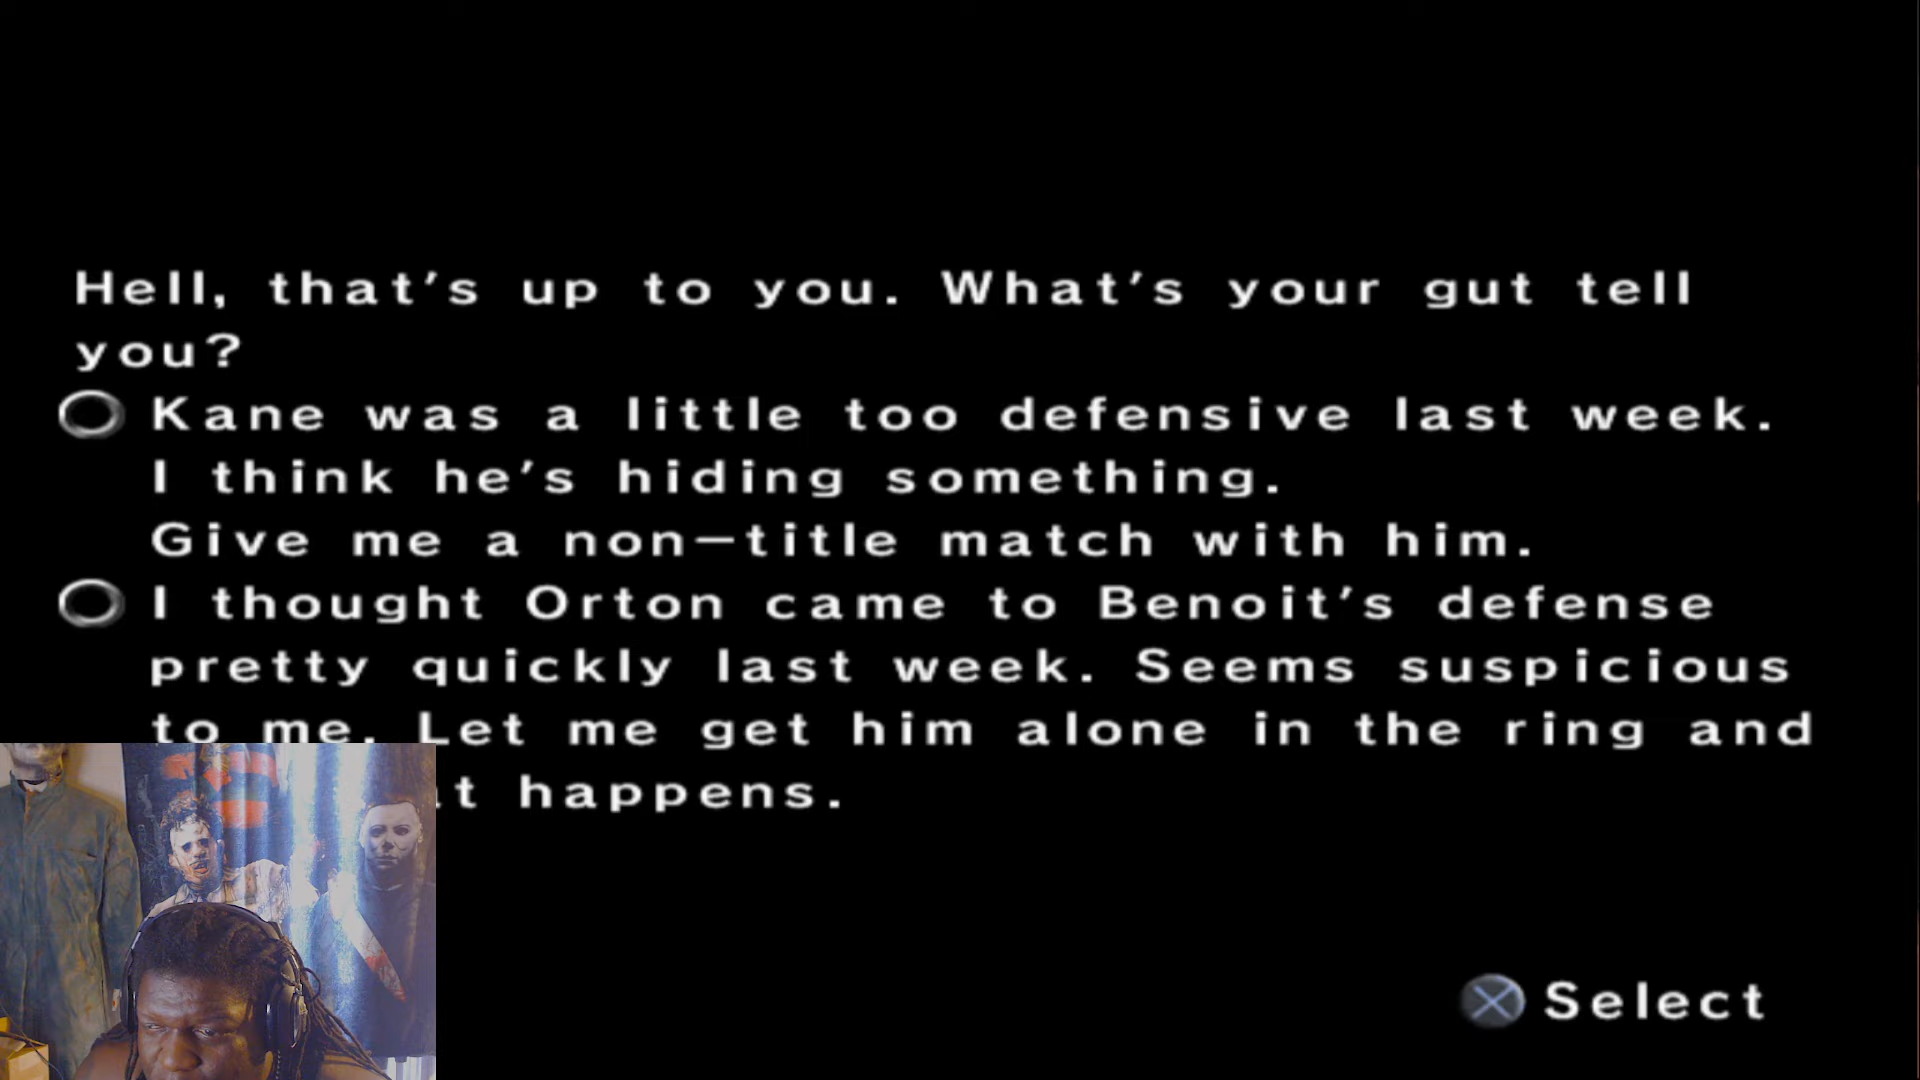 Hell, that's up to you. What's your gut tell
you?
Kane was a little too defensive last week.
I think he's hiding something.
Give me a non-title match with him.
I thought Orton came to Benoit's defense
pretty quickly last week. Seems suspicious
to me. Let me get him alone in the ring and
happens.
Select